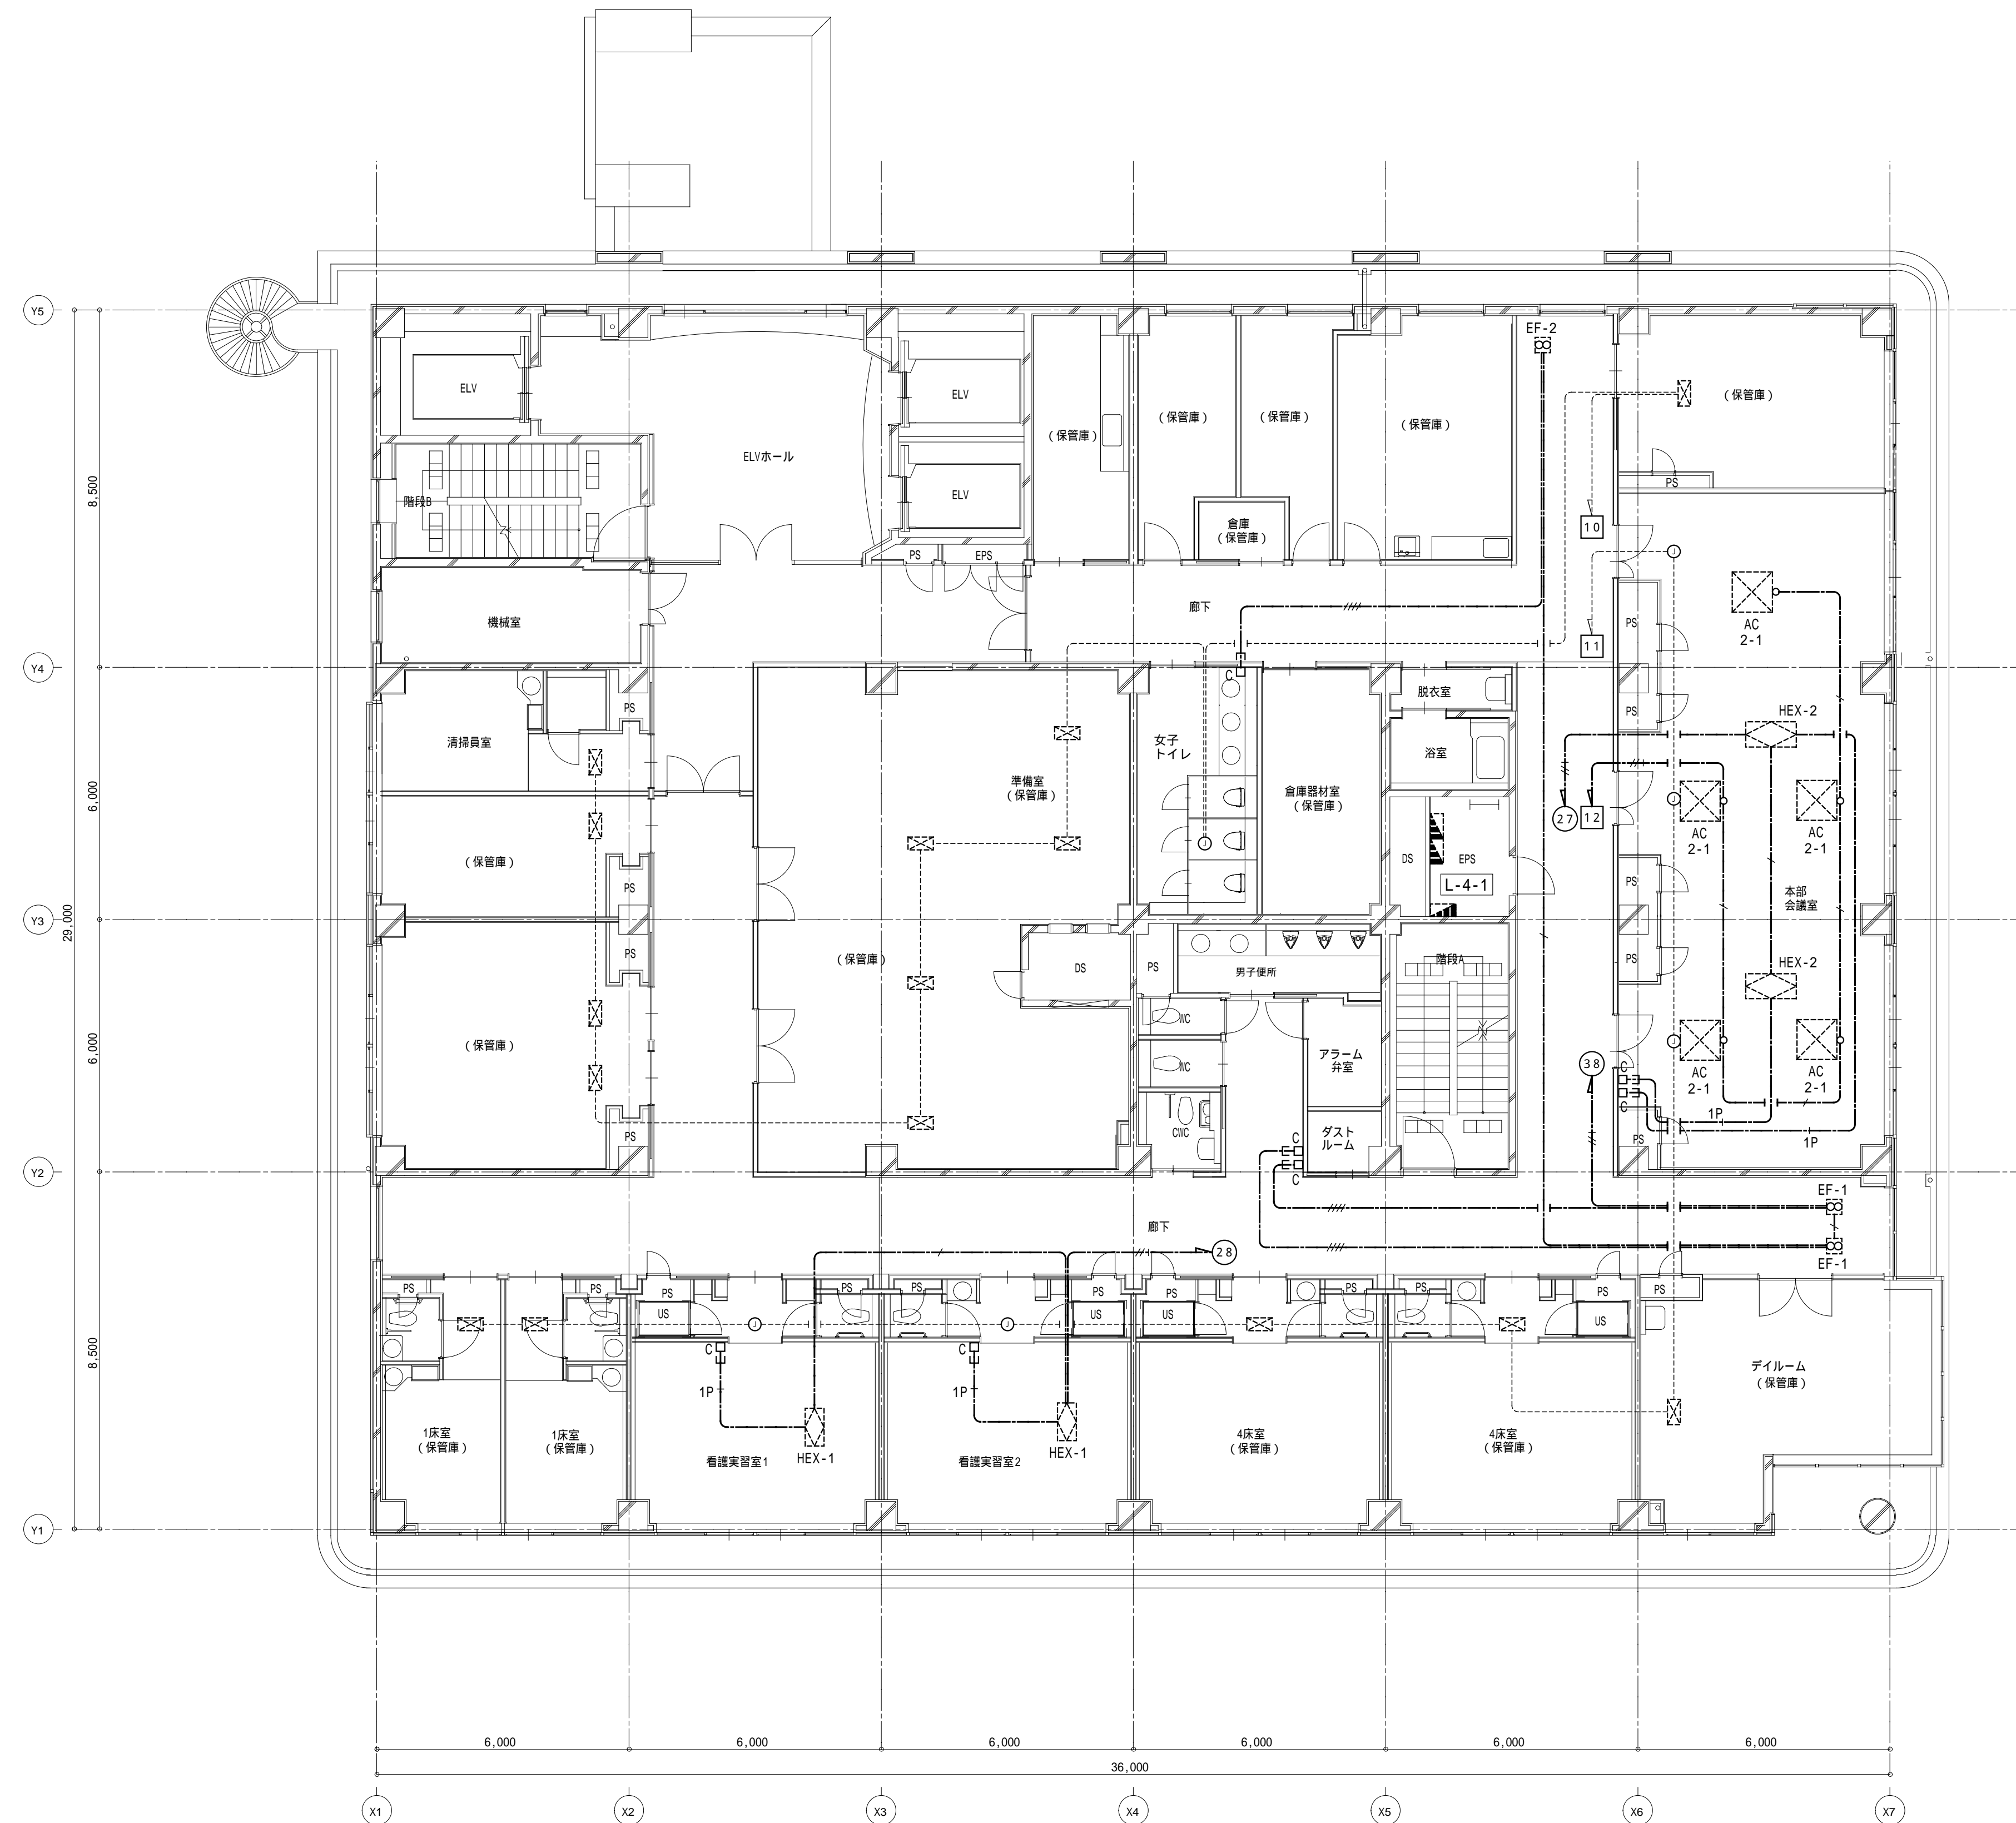 Y5
EF-2
ELV
ELV
(保管庫)
(保管庫)
(保管庫)
(保管庫)
(保管庫)
ELVホール
8,500
階段B
ELV
PS
倉庫
(保管庫)
10
PS
EPS
機械室
廊下
11
PS
AC
2-1
Y4
C
PS
脱衣室
PS
HEX-2
清掃員室
女子
トイレ
浴室
準備室
(保管庫)
倉庫器材室
(保管庫)
6,000
27
12
AC
2-1
AC
2-1
(保管庫)
PS
DS
EPS
L-4-1
PS
本部
会議室
Y3
29,000
PS
(保管庫)
DS
PS
男子便所
階段A
PS
HEX-2
WC
(保管庫)
6,000
WC
アラーム
弁室
38
C
C
AC
2-1
AC
2-1
1P
1P
PS
CWC
ダスト
ルーム
PS
C
C
Y2
EF-1
廊下
28
EF-1
PS
PS
PS
US
PS
PS
PS
US
PS
US
PS
PS
PS
US
PS
J
J
8,500
C
C
1P
1P
デイルーム
(保管庫)
1床室
(保管庫)
1床室
(保管庫)
看護実習室1
HEX-1
看護実習室2
HEX-1
4床室
(保管庫)
4床室
(保管庫)
Y1
6,000
6,000
6,000
6,000
6,000
6,000
36,000
X1
X2
X3
X4
X5
X6
X7
J
J
J
J